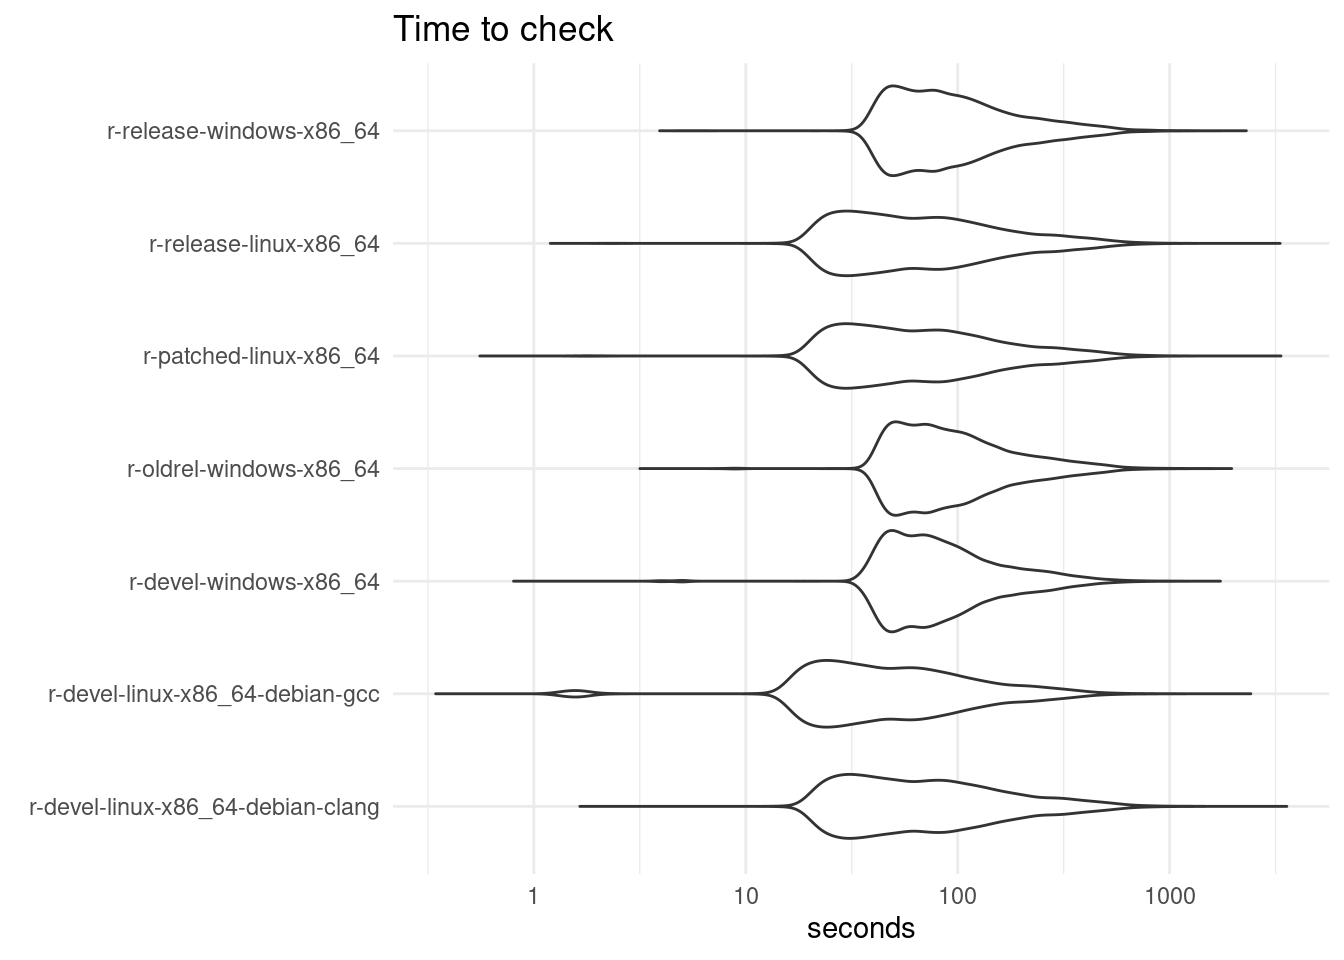 Time to check
r-release-windows-x86_64
r-release-linux-x86_64
r-patched-linux-x86_64
r-oldrel-windows-x86_64
r-devel-windows-x86_64
r-devel-linux-x86_64-debian-gcc
r-devel-linux-x86_64-debian-clang
1 10 100 1000
seconds